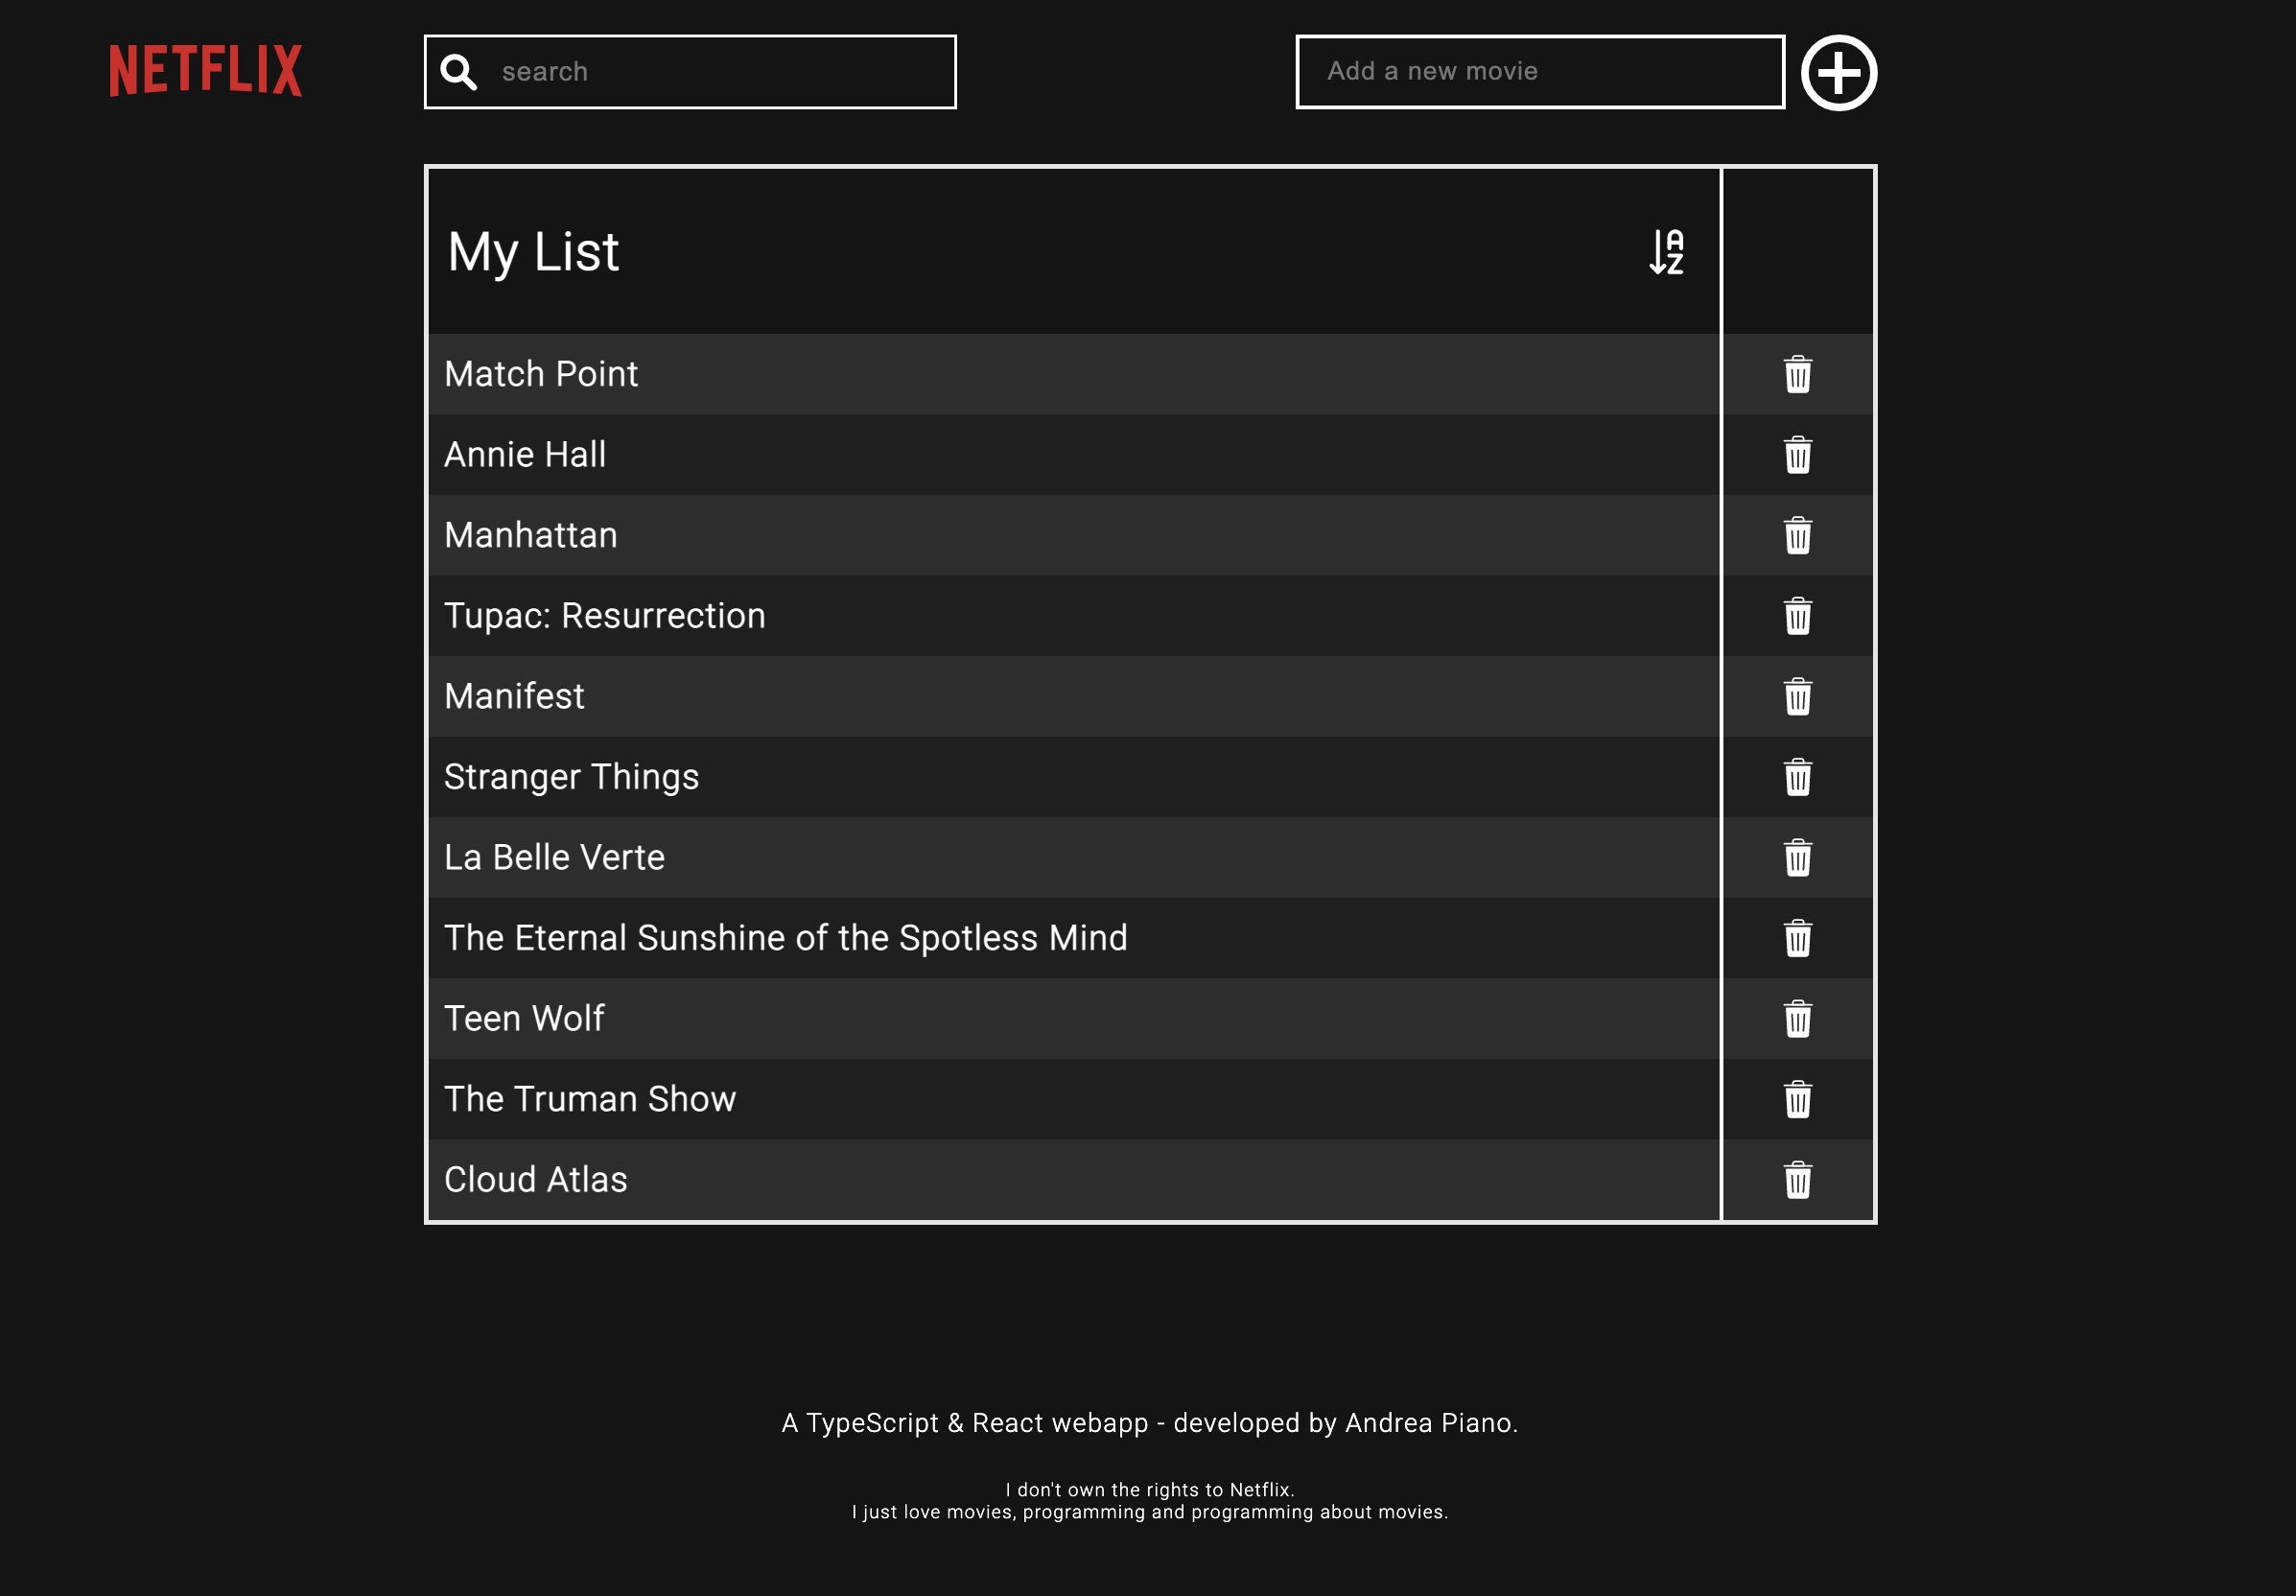 NETFLIX
search
Add a new movie
My List
A
Z
Match Point
Annie Hall
Manhattan
Tupac: Resurrection
Manifest
Stranger Things
La Belle Verte
The Eternal Sunshine of the Spotless Mind
Teen Wolf
The Truman Show
Cloud Atlas
A TypeScript & React webapp - developed by Andrea Piano.
I don't own the rights to Netflix.
I just love movies, programming and programming about movies.